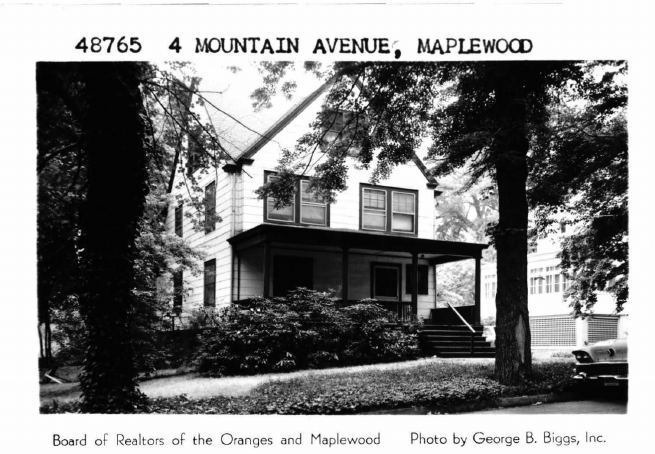 48765 4 MOUNTAIN AVENUE, MAPLEWOOD
Board of Realtors of the Oranges and Maplewood Photo by George B. Biggs, Inc.